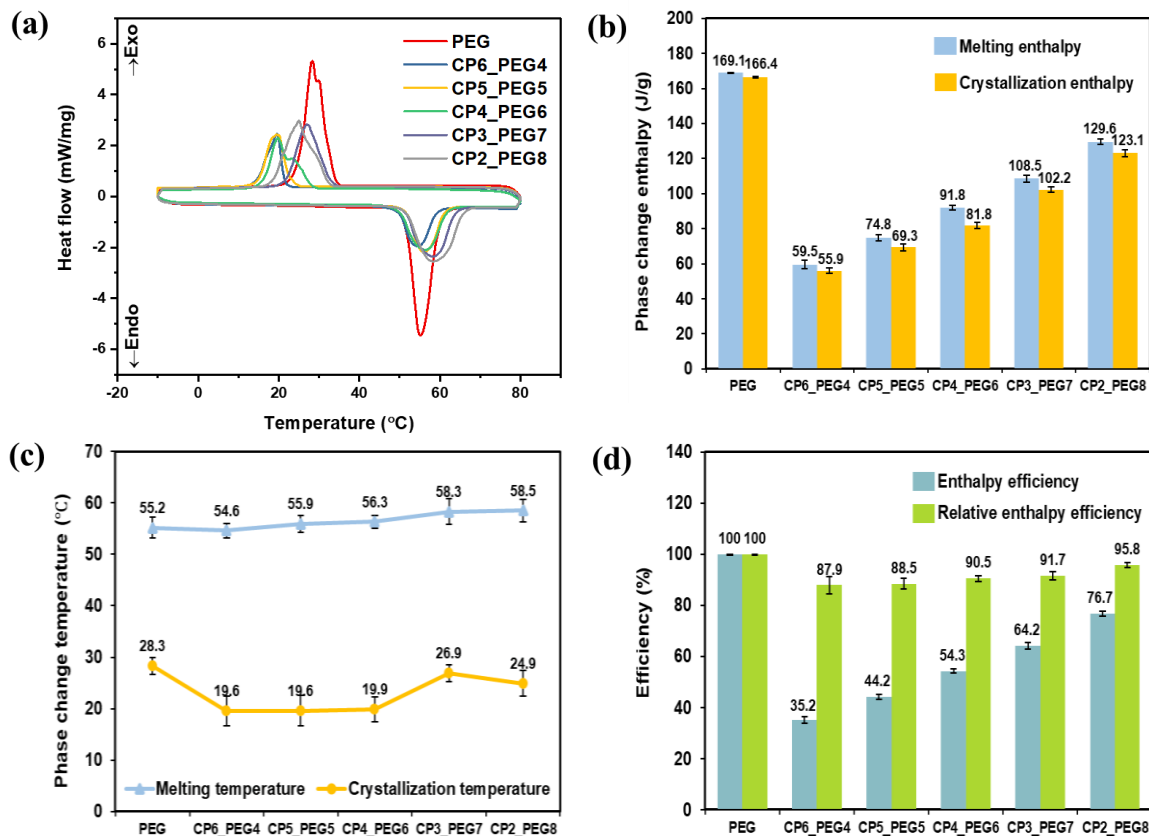 (a)
Heat flow (mW/mg)
←Endo
→Exo
6
4
2
0
-2
-4
-6
PEG
CP6_PEG4
CP5_PEG5
CP4_PEG6
CP3_PEG7
CP2_PEG8
-20
0
20
40
60
80
Temperature (°C)
(b)
Phase change enthalpy (J/g)
200
180
160
140
120
100
80
60
40
20
0
Melting enthalpy
Crystallization enthalpy
169.1
166.4
59.5
55.9
74.8
69.3
91.8
81.8
108.5
102.2
129.6
123.1
PEG
CP6_PEG4
CP5_PEG5
CP4_PEG6
CP3_PEG7
CP2_PEG8
(c)
Phase change temperature (°C)
70
60
50
40
30
20
10
0
55.2
54.6
55.9
56.3
58.3
58.5
28.3
19.6
19.6
19.9
26.9
24.9
Melting temperature
Crystallization temperature
PEG
CP6_PEG4
CP5_PEG5
CP4_PEG6
CP3_PEG7
CP2_PEG8
(d)
Efficiency (%)
140
120
100
80
60
40
20
0
Enthalpy efficiency
Relative enthalpy efficiency
100
100
35.2
87.9
44.2
88.5
54.3
90.5
64.2
91.7
76.7
95.8
PEG
CP6_PEG4
CP5_PEG5
CP4_PEG6
CP3_PEG7
CP2_PEG8